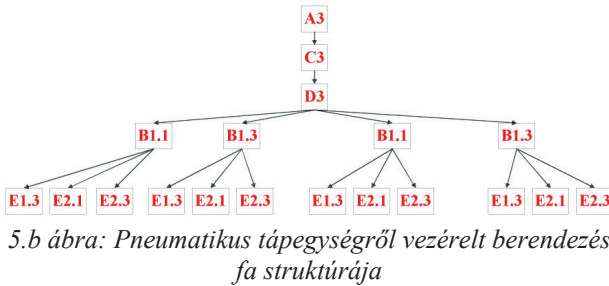 A3
C3
D3
B1.1 B1.3 B1.1 B1.3
E1.3 E2.1 E2.3 E1.3 E2.1 E2.3 E1.3 E2.1 E2.3 E1.3 E2.1 E2.3
5.b ábra: Pneumatikus tápegységről vezérelt berendezés
fa struktúrája